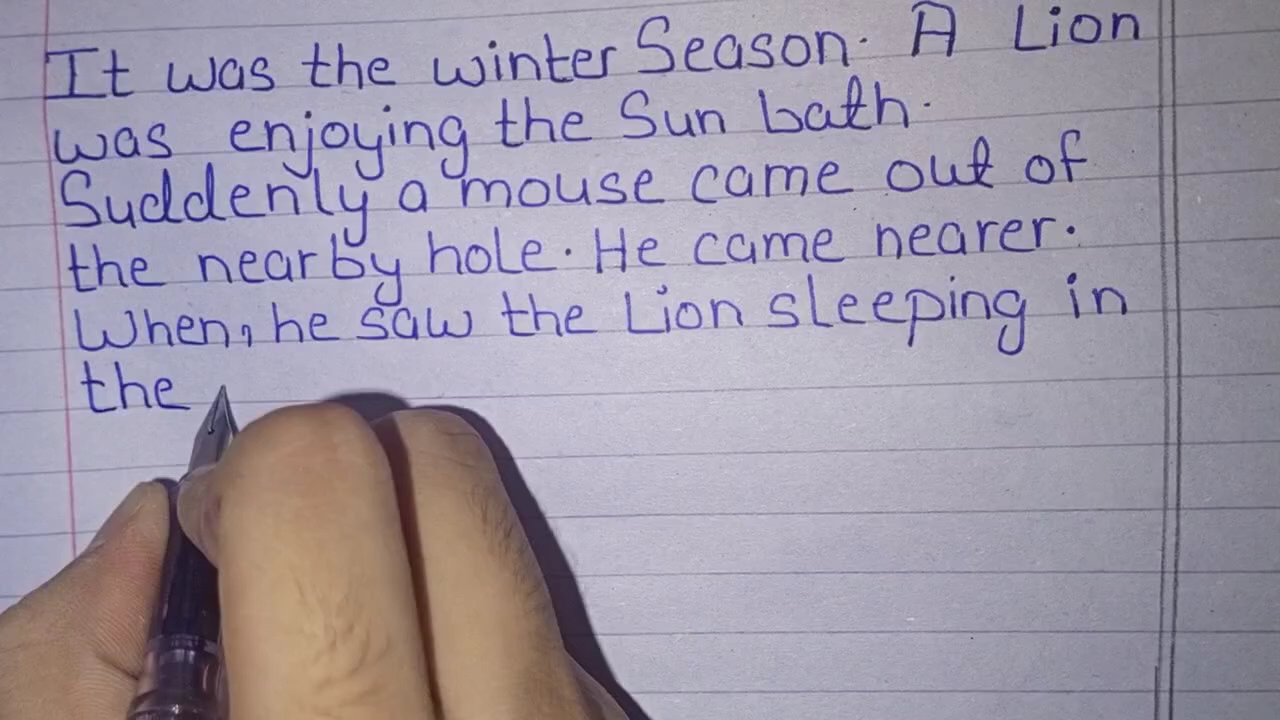 It was the winter Season. A Lion
was enjoying the Sun bath.
Suddenly a mouse came out of
the nearby hole. He came nearer.
When, he saw the Lion sleeping in
the